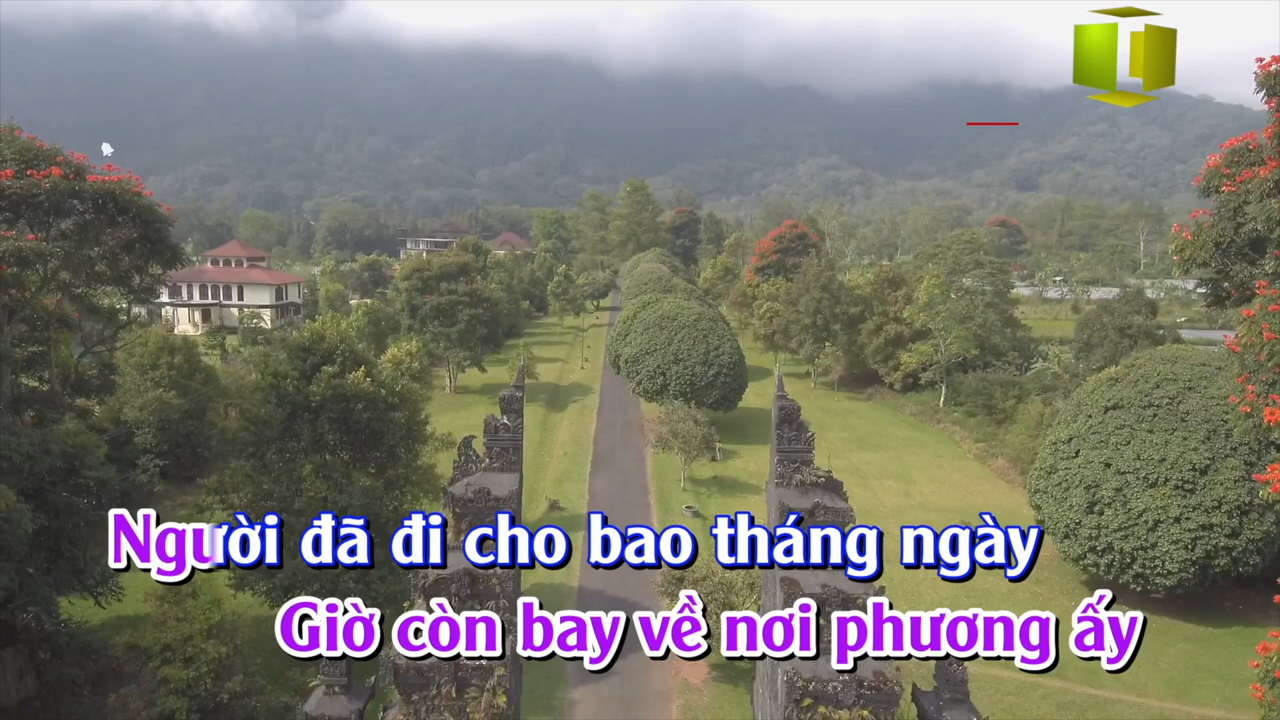 Người đã đi cho bao tháng ngày
Giờ còn bay về nơi phương ấy